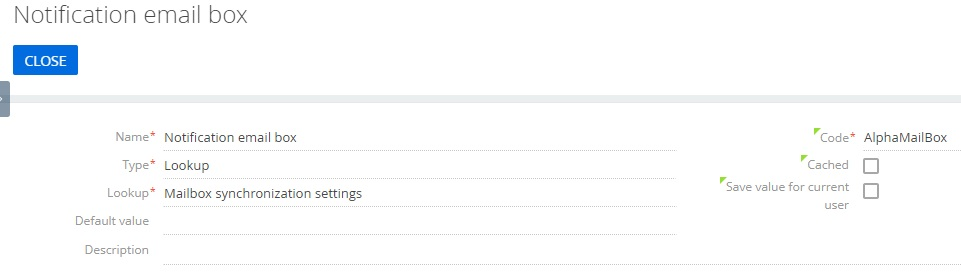 Notification email box
CLOSE
Name* Notification email box
Code* AlphaMailBox
Type* Lookup
Cached
Lookup* Mailbox synchronization settings
Save value for current
user
Default value
Description